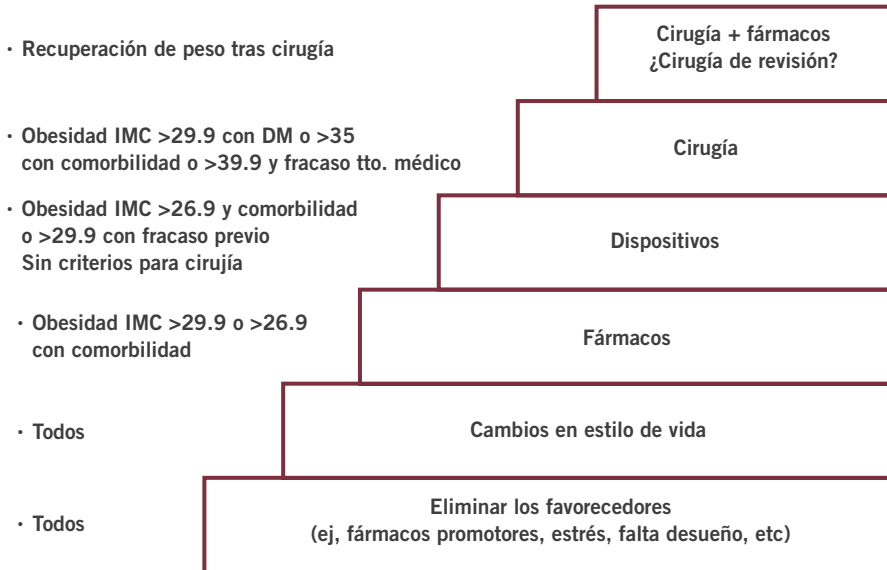 · Recuperación de peso tras cirugía
Cirugía + fármacos
¿Cirugía de revisión?
· Obesidad IMC >29.9 con DM o >35
con comorbilidad o >39.9 y fracaso tto. médico
Cirugía
· Obesidad IMC >26.9 y comorbilidad
o >29.9 con fracaso previo
Sin criterios para cirujía
Dispositivos
· Obesidad IMC >29.9 o >26.9
con comorbilidad
Fármacos
· Todos
Cambios en estilo de vida
· Todos
Eliminar los favorecedores
(ej, fármacos promotores, estrés, falta desueño, etc)